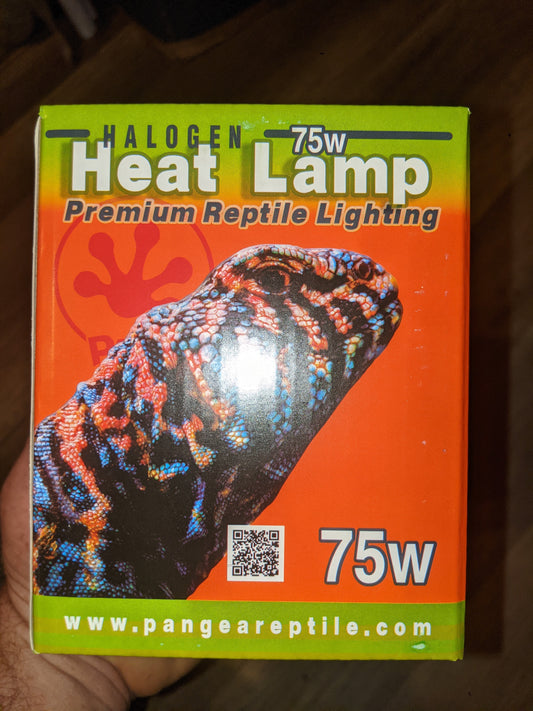 HALOGEN 75W
Heat Lamp
Premium Reptile Lighting
75W
www.pangeareptile.com